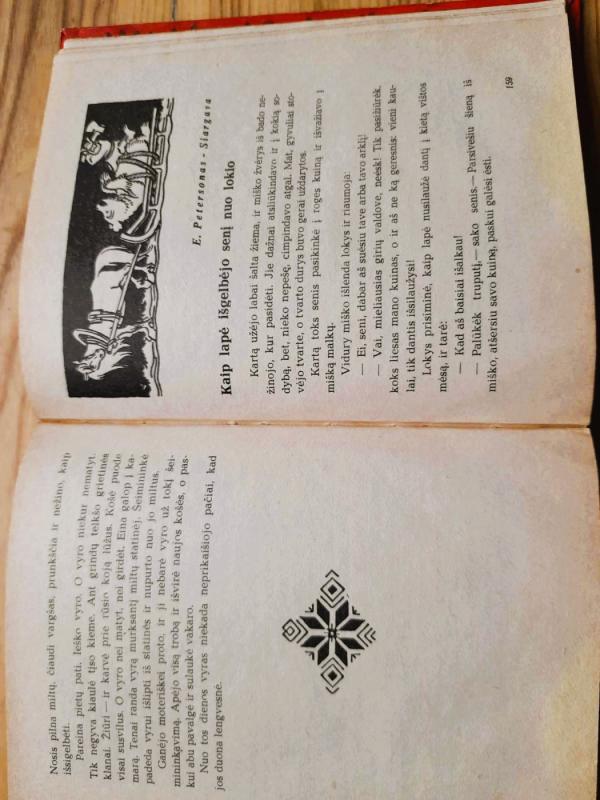 Nosis pilna miltų, čiaudi vargšas, prunkščia ir nežino, kaip
išsigelbėti.
Pareina pietų pati. Ieško vyro. O vyro niekur nematyt.
Tik negyva kiaulė tįso kieme. Ant grindų telkšo grietinės
klanai. Žiūri — ir karvė prie rūsio koją lūžus. Košė puode
visai susvilus. O vyro nei matyt, nei girdėt. Eina galop į ka-
marą. Tenai randa vyrą murksantį miltų statinėj. Šeimininkė
padeda vyrui išlipti iš statinės ir nupurto nuo jo miltus.
Ganėjo moteriškei proto, ir ji nebarė vyro už tokį šei-
mininkavimą. Apėjo visą trobą ir išvirė naujos košės, o pas-
kui abu pavalgė ir sulaukė vakaro.
Nuo tos dienos vyras niekada neprikaišiojo pačiai, kad
jos duona lengvesnė.
E. Petersonas-Siargava
Kaip lapė išgelbėjo senį nuo lokio
Kartą užėjo labai šalta žiema, ir miško žvėrys iš bado ne-
žinojo, kur pasidėti. Jie dažnai atsliūkindavo ir į kokią so-
dybą, bet, nieko nepešę, cimpindavo atgal. Mat, gyvuliai sto-
vėjo tvarte, o tvarto durys buvo gerai uždarytos.
Kartą toks senis pasikinkė į roges kuiną ir išvažiavo į
mišką malkų.
Vidury miško išlenda lokys ir riaumoja:
— Ei, seni, dabar aš suėsiu tave arba tavo arklį!
— Vai, mieliausias girių valdove, neėsk! Tik pasižiūrėk,
koks liesas mano kuinas, o ir aš ne ką geresnis: vieni kau-
lai, tik dantis išsilaužysi!
Lokys prisiminė, kaip lapė nusilaužė dantį į kietą vištos
mėsą, ir tarė:
— Kad aš baisiai išalkau!
— Palūkėk truputį,— sako senis.— Parsivešiu šieną iš
miško, atšersiu savo kuiną, paskui galėsi ėsti.
159